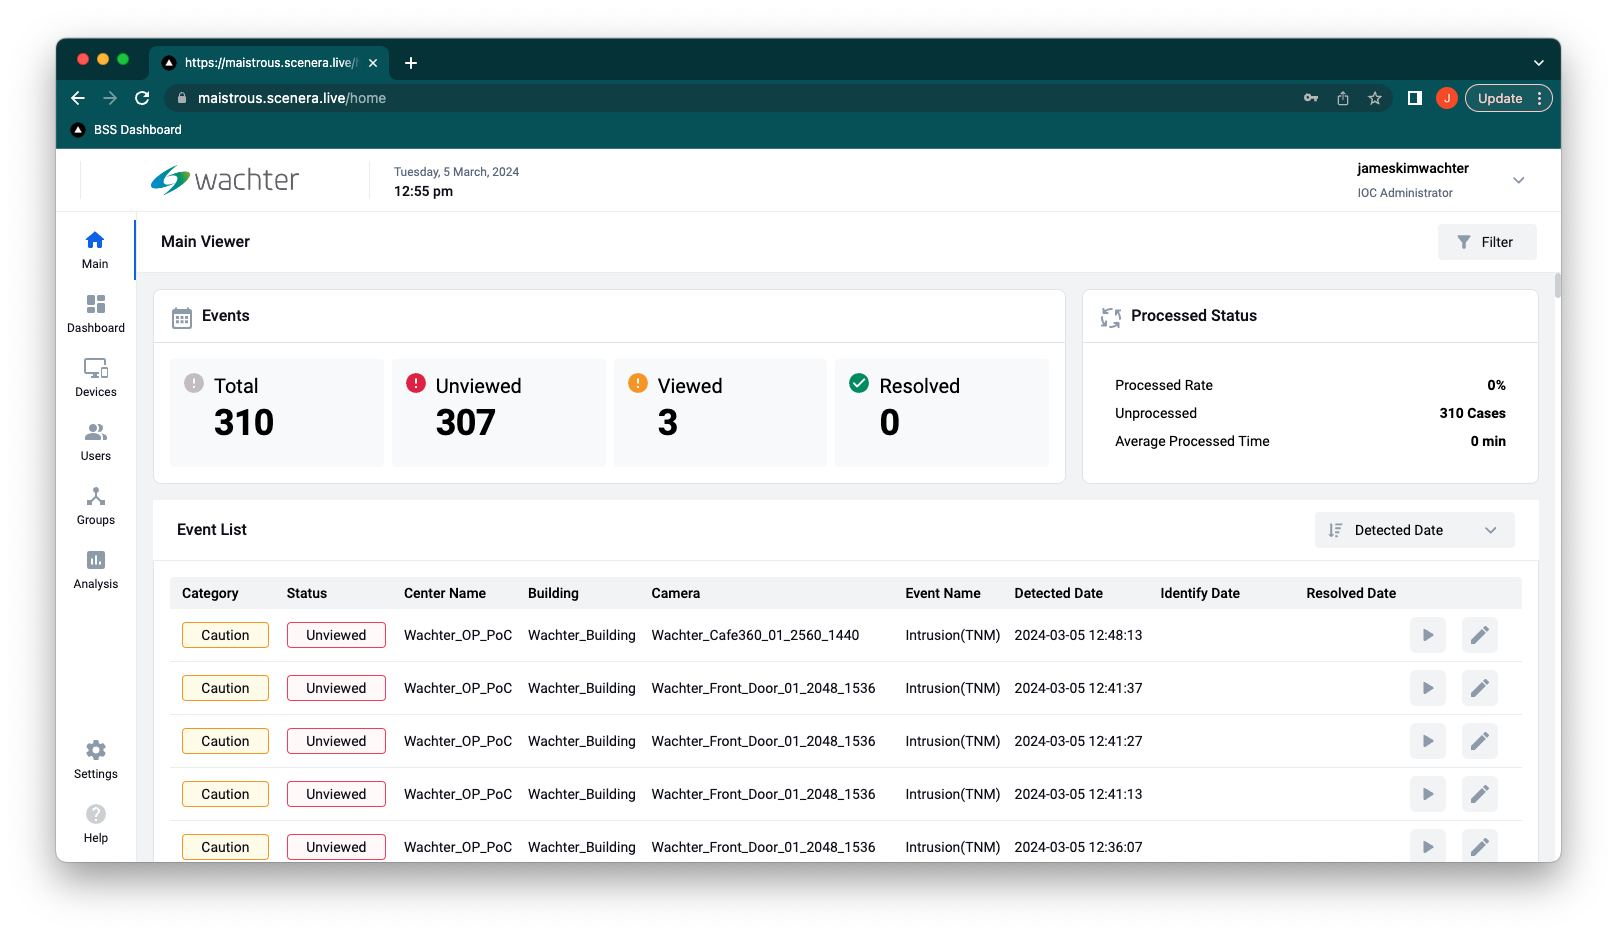 https://maistrous.scenera.live/
maistrous.scenera.live/home
J
Update
BSS Dashboard
wachter
Tuesday, 5 March, 2024
12:55 pm
jameskimwachter
IOC Administrator
Main
Dashboard
Devices
Users
Groups
Analysis
Settings
Help
Main Viewer
Filter
Events
Total
310
Unviewed
307
Viewed
3
Resolved
0
Processed Status
Processed Rate 0%
Unprocessed 310 Cases
Average Processed Time 0 min
Event List
Detected Date
Category Status Center Name Building Camera Event Name Detected Date Identify Date Resolved Date
Caution Unviewed Wachter_OP_PoC Wachter_Building Wachter_Cafe360_01_2560_1440 Intrusion(TNM) 2024-03-05 12:48:13
Caution Unviewed Wachter_OP_PoC Wachter_Building Wachter_Front_Door_01_2048_1536 Intrusion(TNM) 2024-03-05 12:41:37
Caution Unviewed Wachter_OP_PoC Wachter_Building Wachter_Front_Door_01_2048_1536 Intrusion(TNM) 2024-03-05 12:41:27
Caution Unviewed Wachter_OP_PoC Wachter_Building Wachter_Front_Door_01_2048_1536 Intrusion(TNM) 2024-03-05 12:41:13
Caution Unviewed Wachter_OP_PoC Wachter_Building Wachter_Front_Door_01_2048_1536 Intrusion(TNM) 2024-03-05 12:36:07